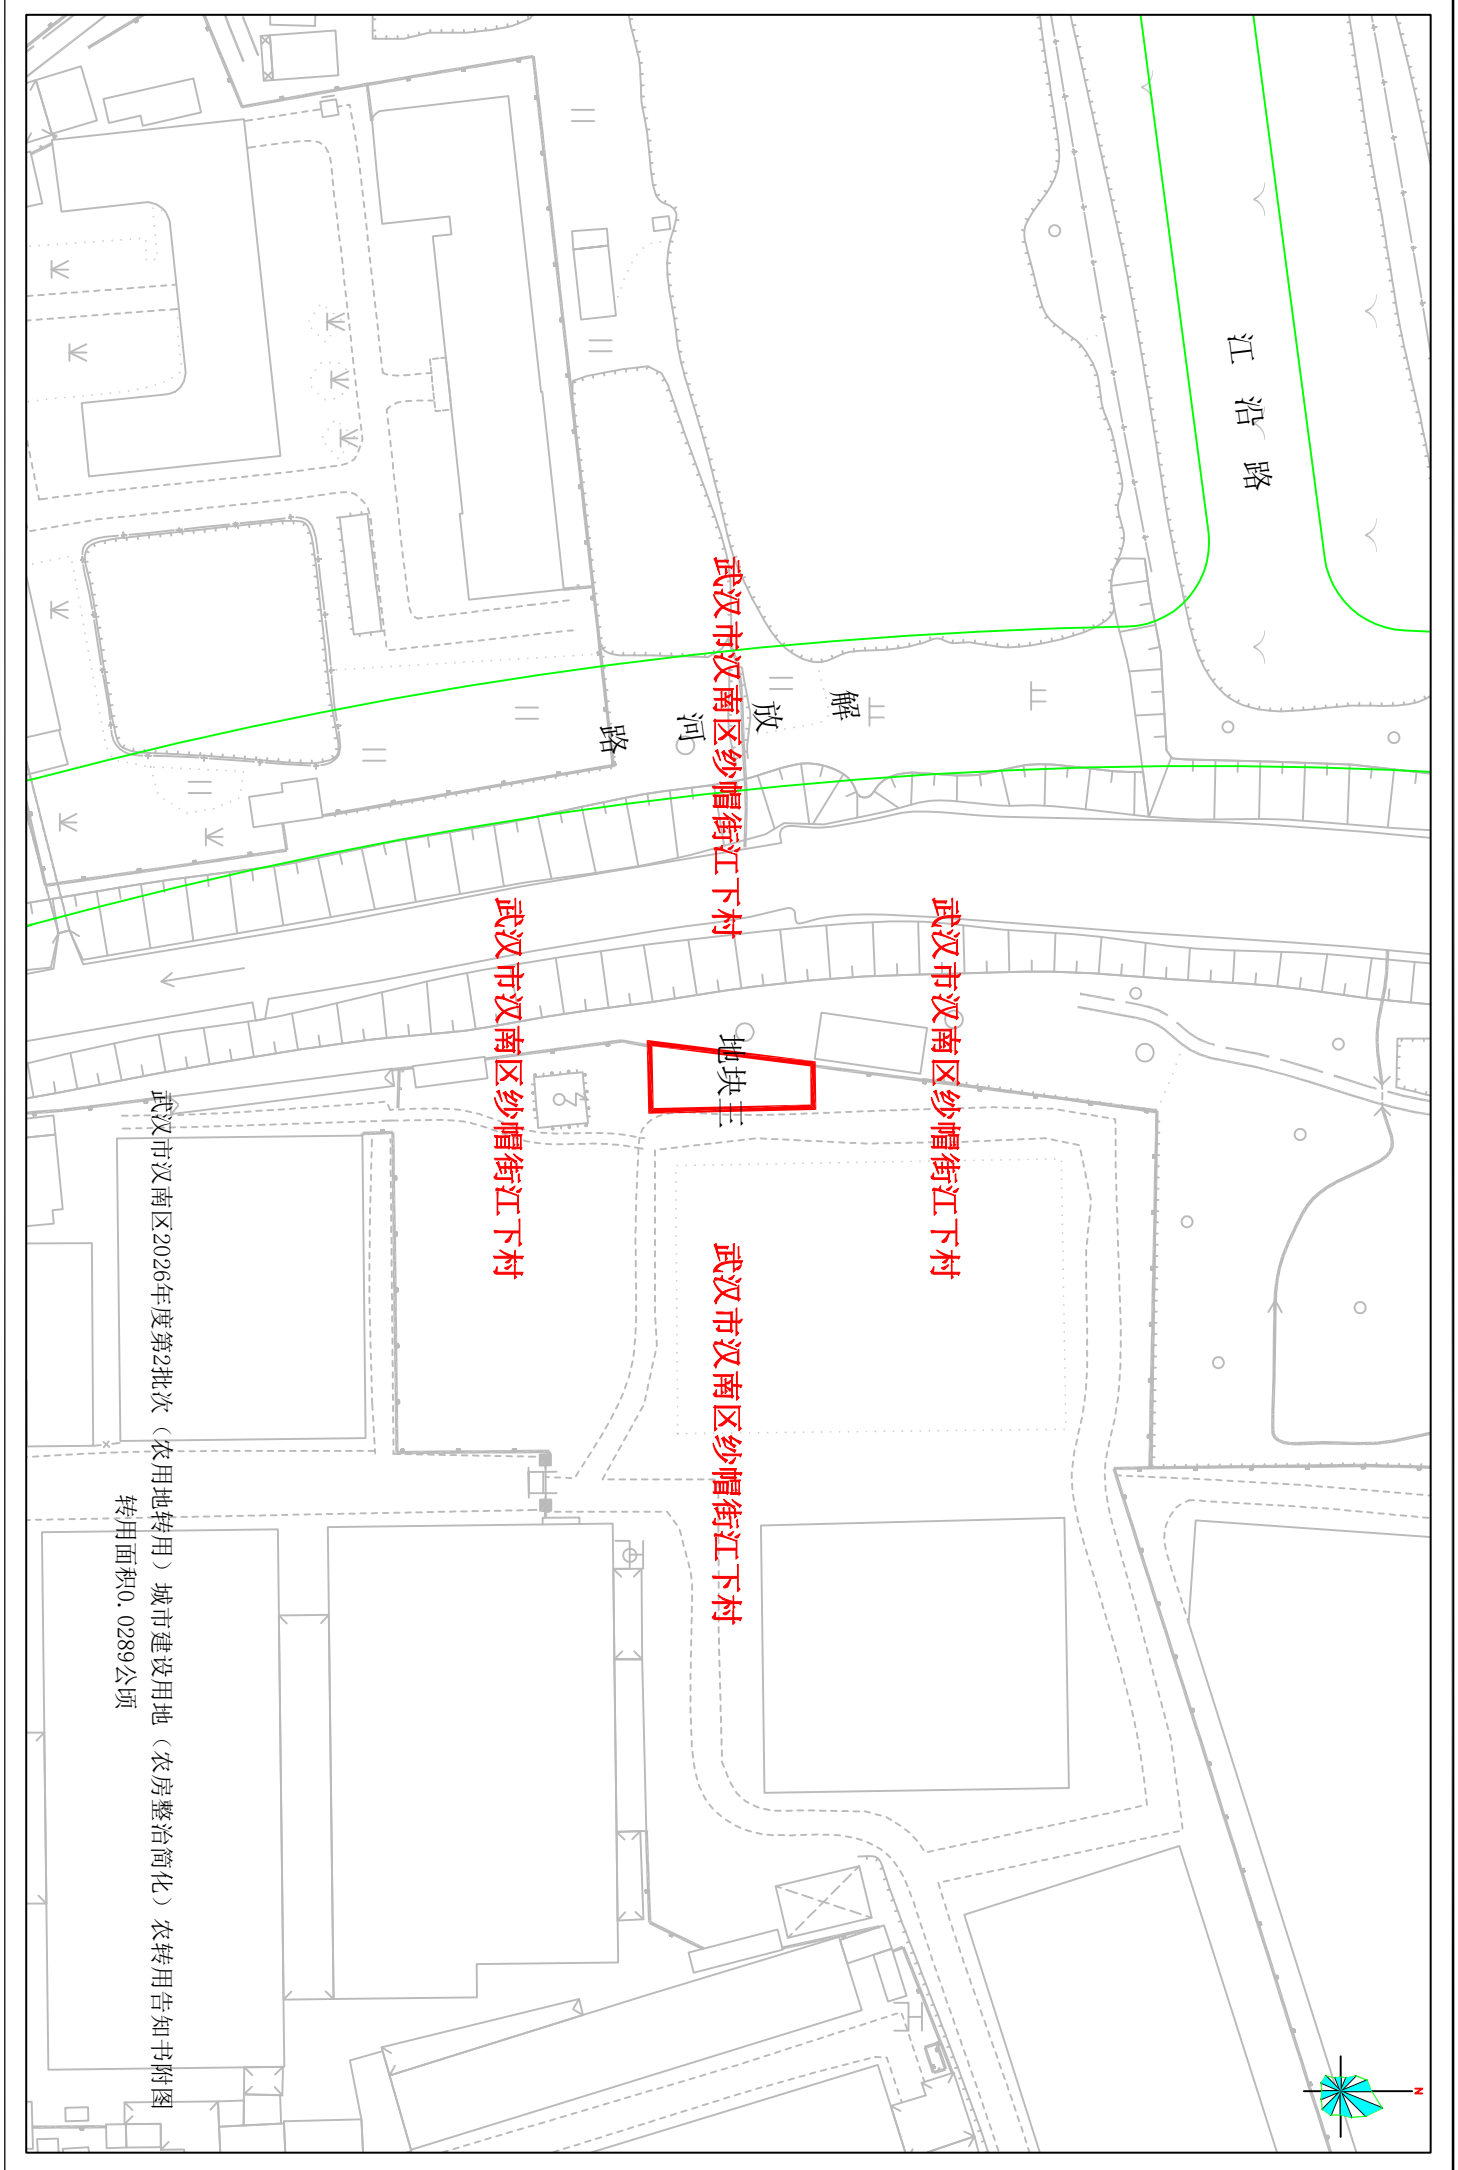 N
江沿路
解放河路
武汉市汉南区纱帽街江下村
武汉市汉南区纱帽街江下村
武汉市汉南区纱帽街江下村
地块三
武汉市汉南区纱帽街江下村
武汉市汉南区2026年度第2批次（农用地转用）城市建设用地（农房整治简化）农转用告知书附图
转用面积0.0289公顷